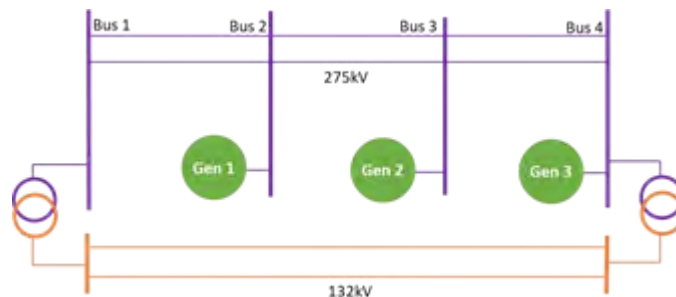 Bus 1
Bus 2
Bus 3
Bus 4
275kV
Gen 1
Gen 2
Gen 3
132kV